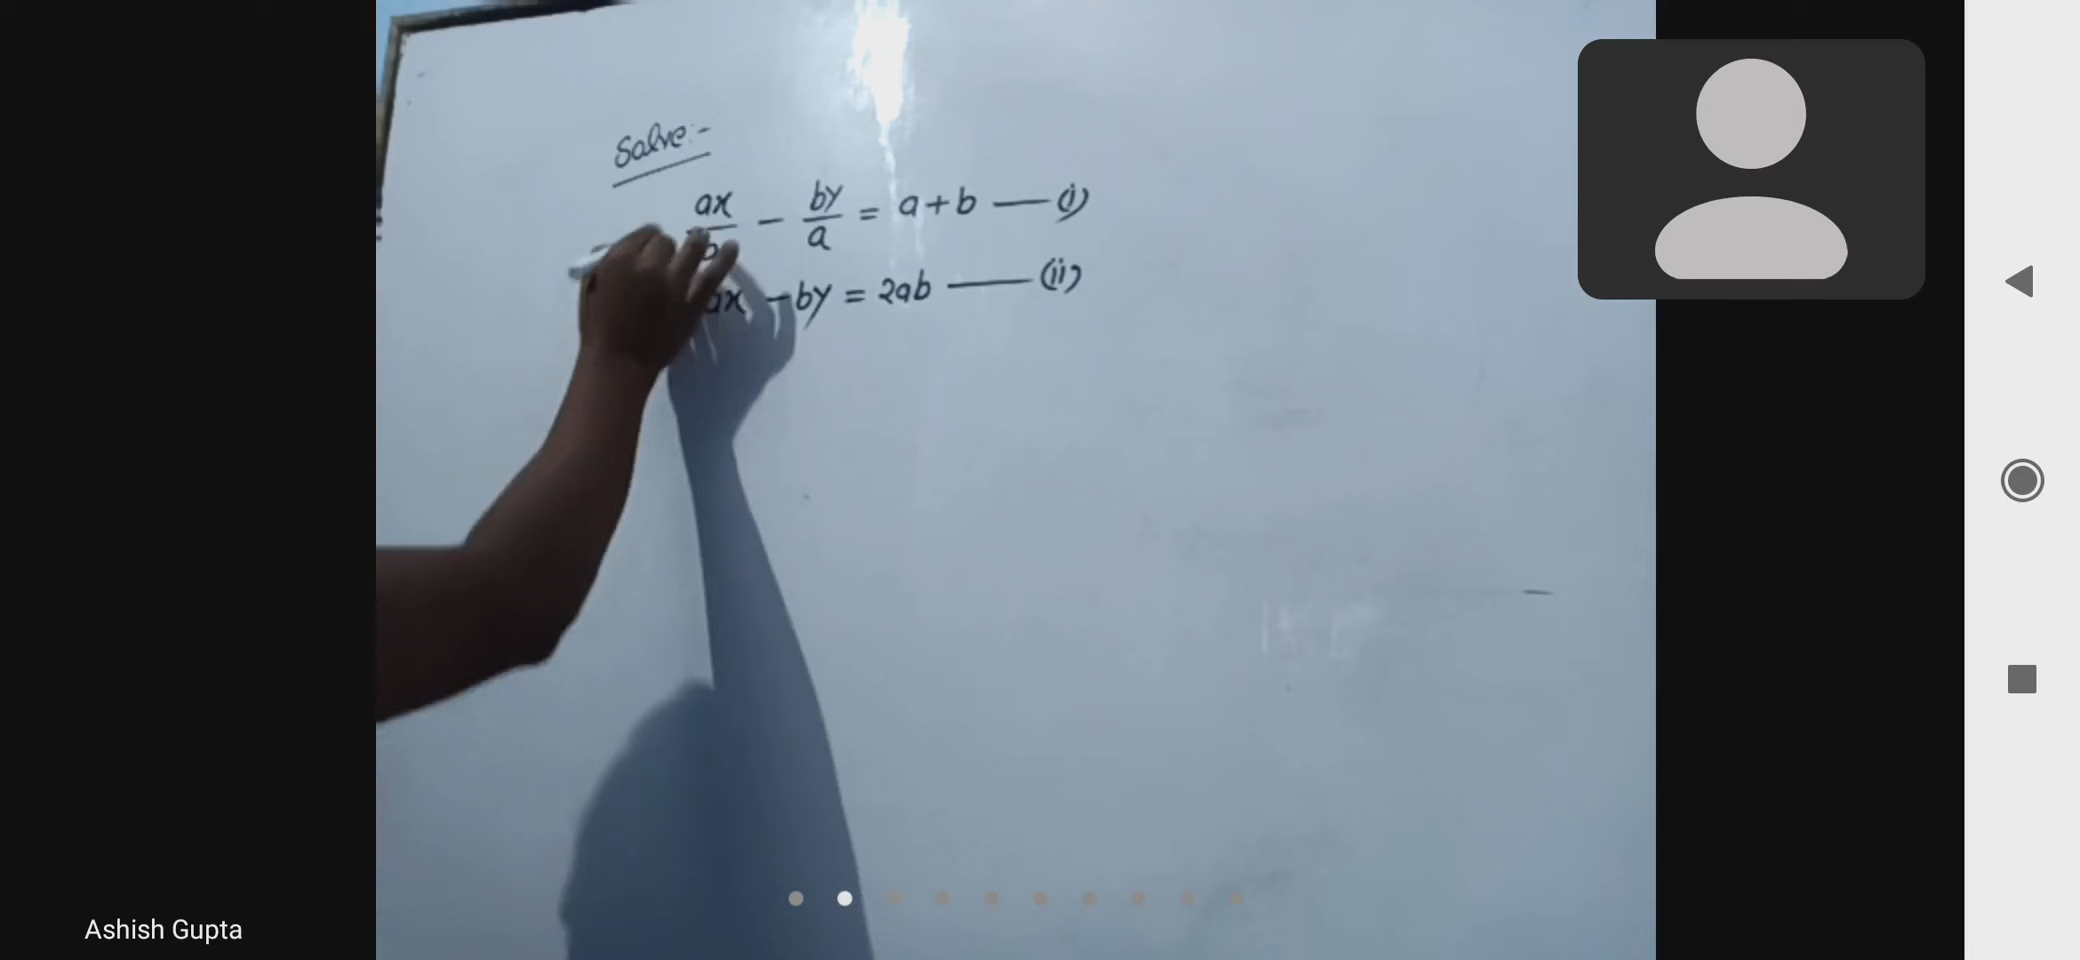 Solve:-
ax/b - by/a = a+b — (i)
ax - by = 2ab — (ii)
Ashish Gupta